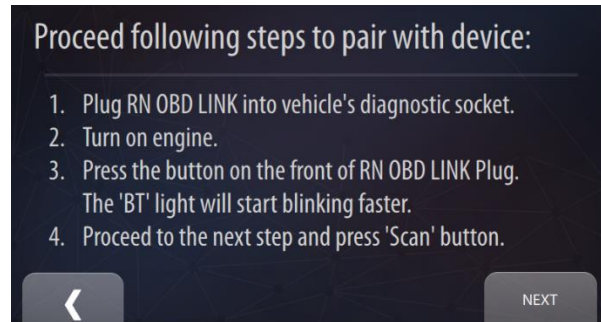 Proceed following steps to pair with device:
1. Plug RN OBD LINK into vehicle's diagnostic socket.
2. Turn on engine.
3. Press the button on the front of RN OBD LINK Plug.
The 'BT' light will start blinking faster.
4. Proceed to the next step and press 'Scan' button.
NEXT